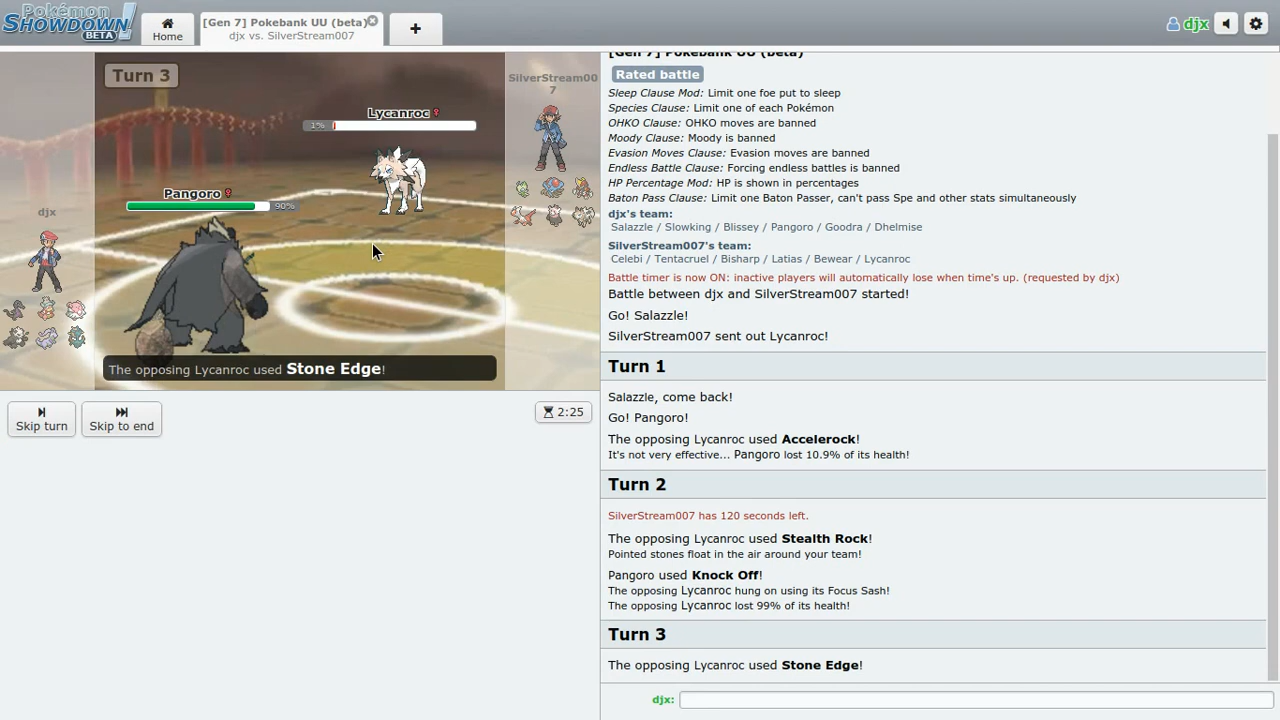 Pokémon
SHOWDOWN!
BETA
Home
[Gen 7] Pokebank UU (beta)
djx vs. SilverStream007
+
djx
Turn 3
SilverStream00
7
Lycanroc
1%
Pangoro
90%
djx
The opposing Lycanroc used Stone Edge!
Skip turn
Skip to end
2:25
[Gen 7] Pokebank UU (beta)
Rated battle
Sleep Clause Mod: Limit one foe put to sleep
Species Clause: Limit one of each Pokémon
OHKO Clause: OHKO moves are banned
Moody Clause: Moody is banned
Evasion Moves Clause: Evasion moves are banned
Endless Battle Clause: Forcing endless battles is banned
HP Percentage Mod: HP is shown in percentages
Baton Pass Clause: Limit one Baton Passer, can't pass Spe and other stats simultaneously
djx's team:
Salazzle / Slowking / Blissey / Pangoro / Goodra / Dhelmise
SilverStream007's team:
Celebi / Tentacruel / Bisharp / Latias / Bewear / Lycanroc
Battle timer is now ON: inactive players will automatically lose when time's up. (requested by djx)
Battle between djx and SilverStream007 started!
Go! Salazzle!
SilverStream007 sent out Lycanroc!
Turn 1
Salazzle, come back!
Go! Pangoro!
The opposing Lycanroc used Accelerock!
It's not very effective... Pangoro lost 10.9% of its health!
Turn 2
SilverStream007 has 120 seconds left.
The opposing Lycanroc used Stealth Rock!
Pointed stones float in the air around your team!
Pangoro used Knock Off!
The opposing Lycanroc hung on using its Focus Sash!
The opposing Lycanroc lost 99% of its health!
Turn 3
The opposing Lycanroc used Stone Edge!
djx: